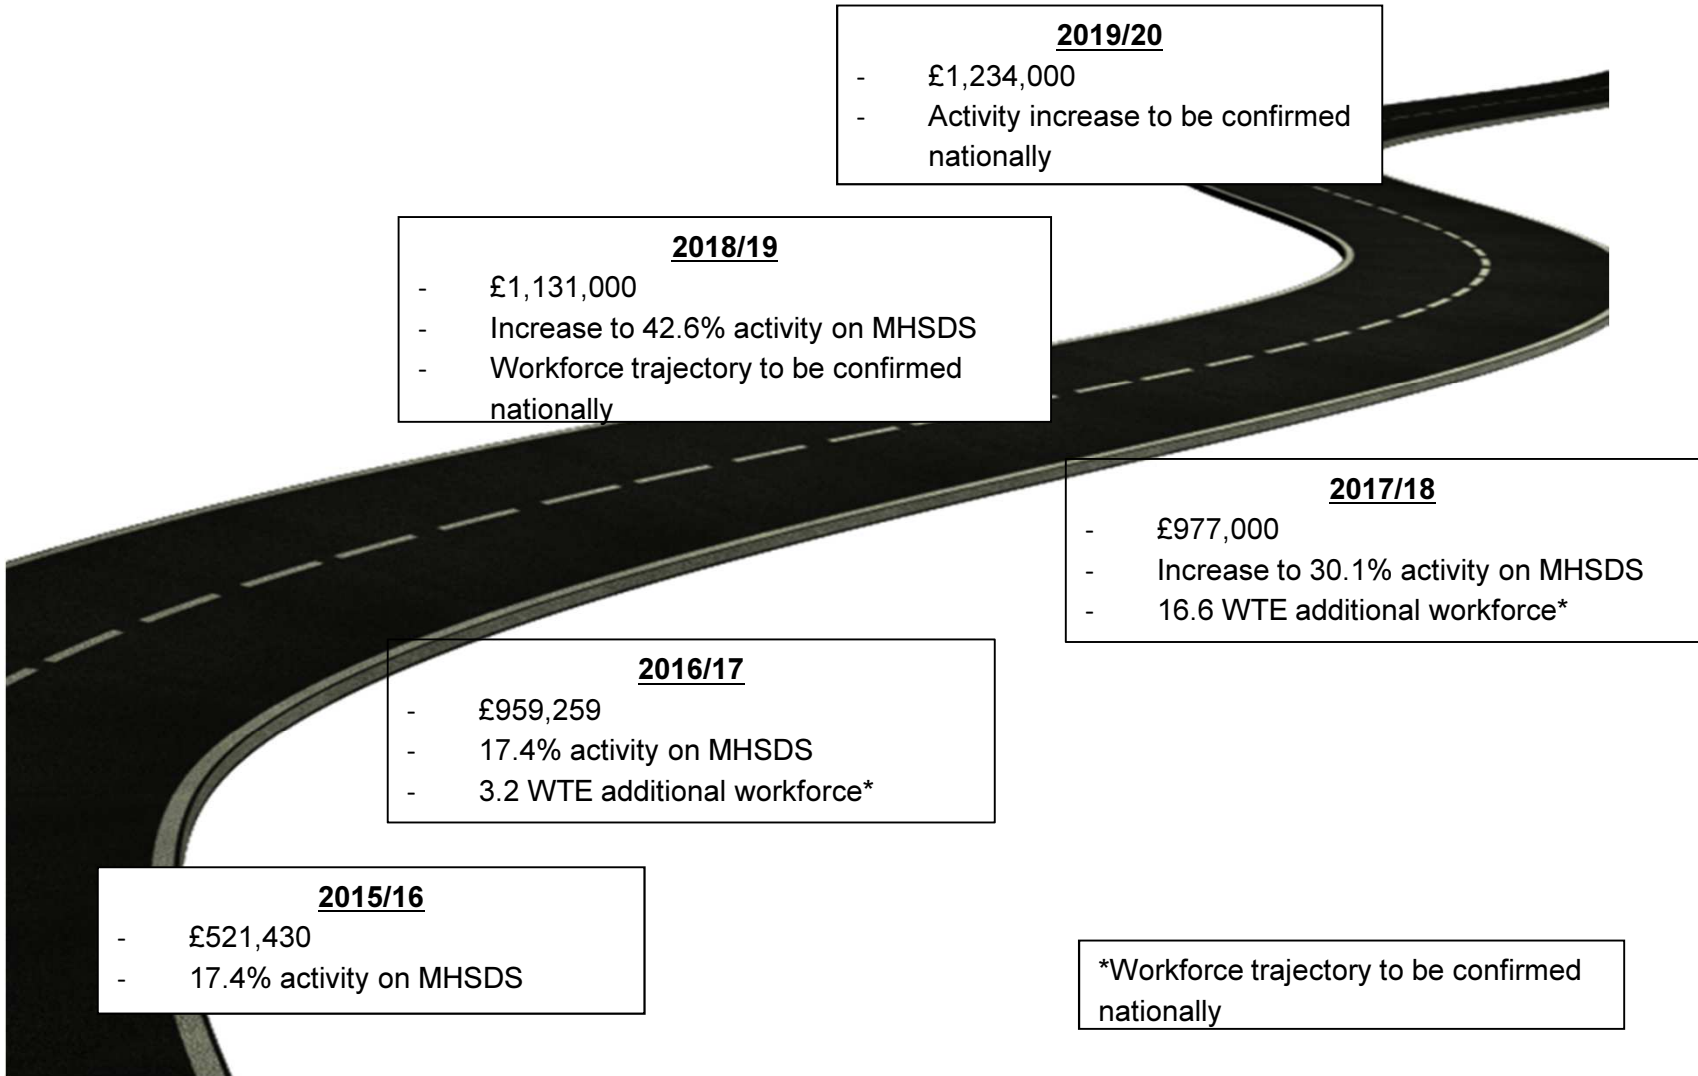 2019/20
- £1,234,000
- Activity increase to be confirmed
nationally
2018/19
- £1,131,000
- Increase to 42.6% activity on MHSDS
- Workforce trajectory to be confirmed
nationally
2017/18
- £977,000
- Increase to 30.1% activity on MHSDS
- 16.6 WTE additional workforce*
2016/17
- £959,259
- 17.4% activity on MHSDS
- 3.2 WTE additional workforce*
2015/16
- £521,430
- 17.4% activity on MHSDS
*Workforce trajectory to be confirmed
nationally